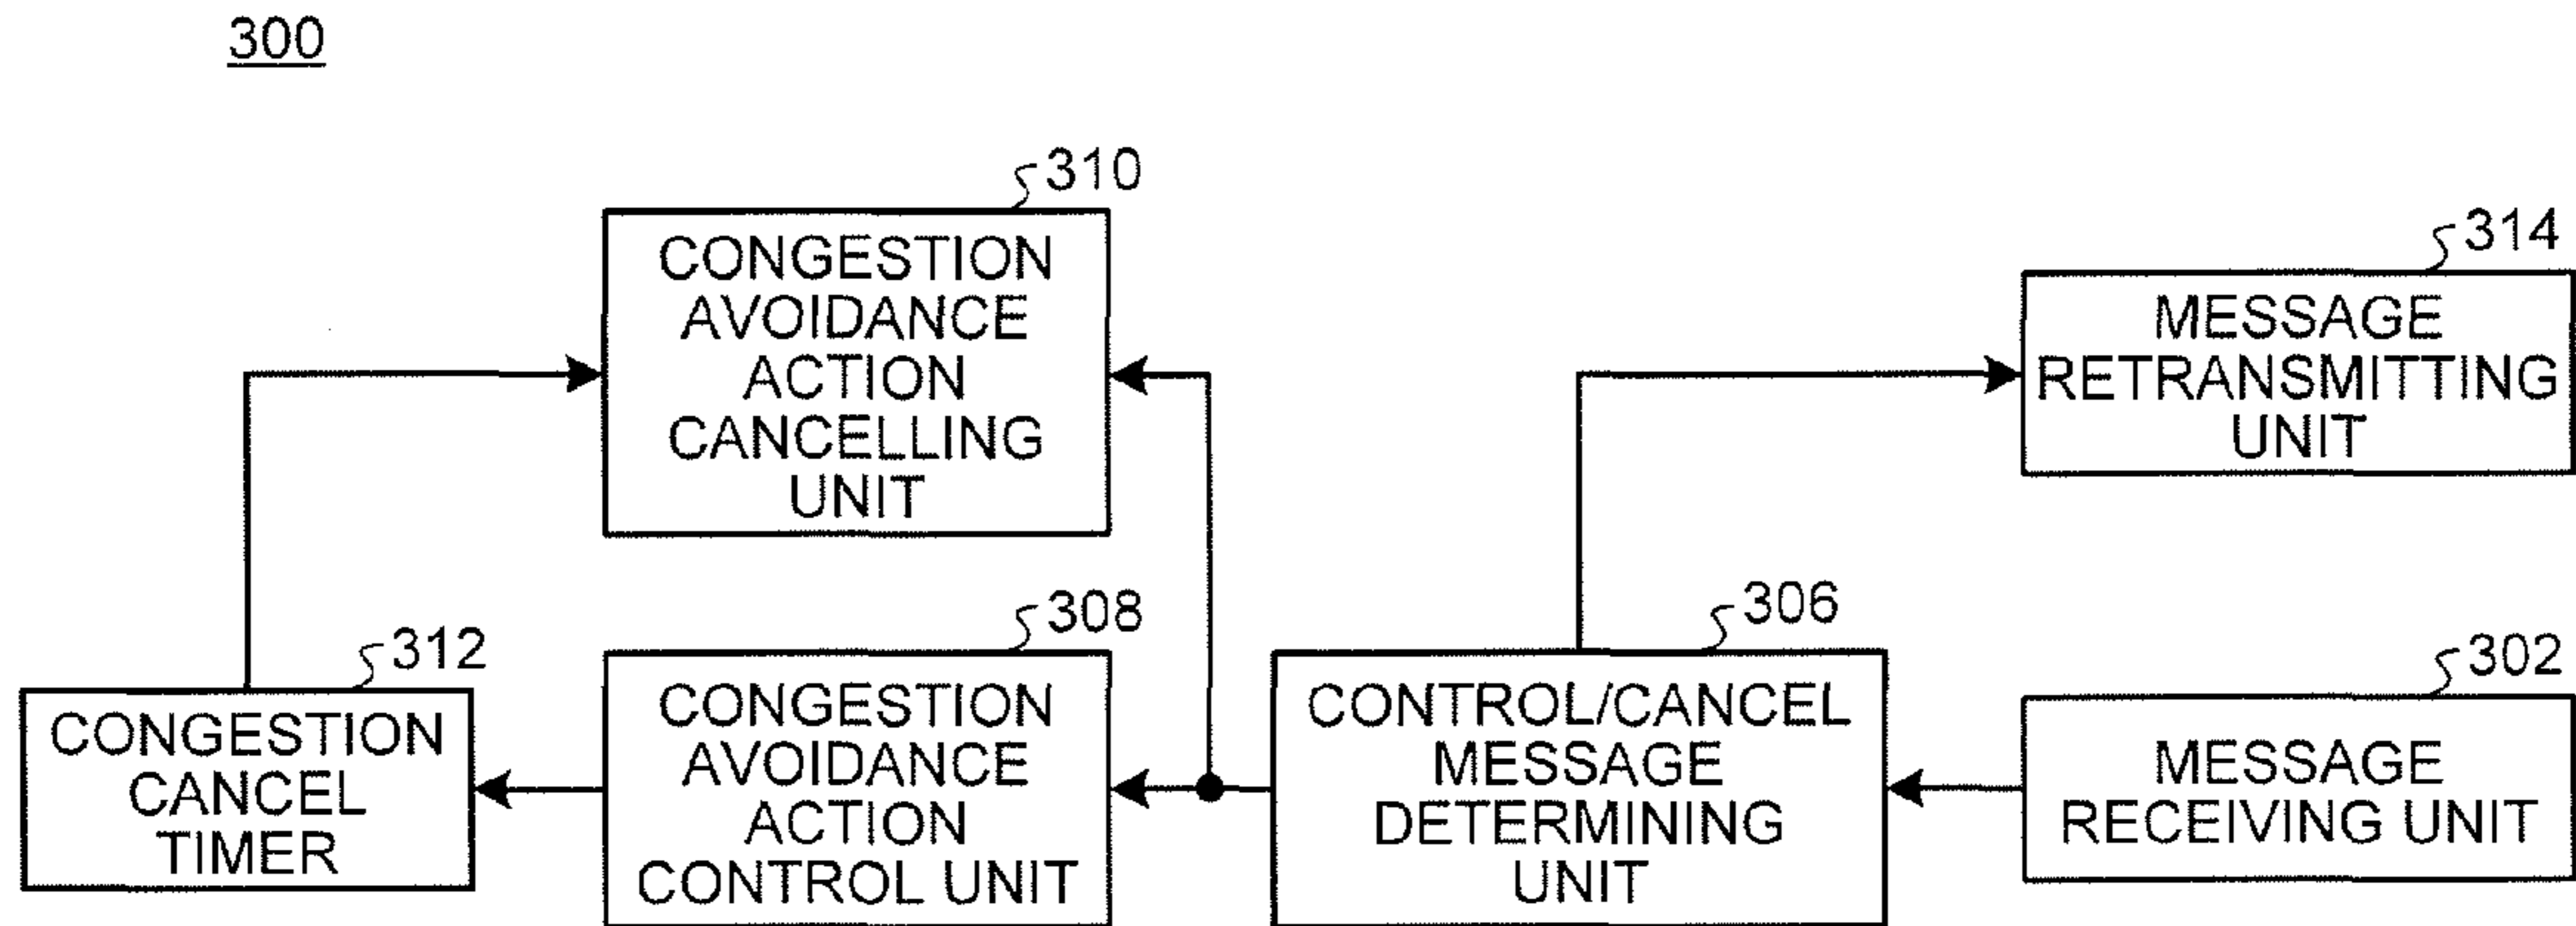 300
310
CONGESTION
AVOIDANCE
ACTION
CANCELLING
UNIT
314
MESSAGE
RETRANSMITTING
UNIT
312
CONGESTION
CANCEL
TIMER
308
CONGESTION
AVOIDANCE
ACTION
CONTROL UNIT
306
CONTROL/CANCEL
MESSAGE
DETERMINING
UNIT
302
MESSAGE
RECEIVING UNIT